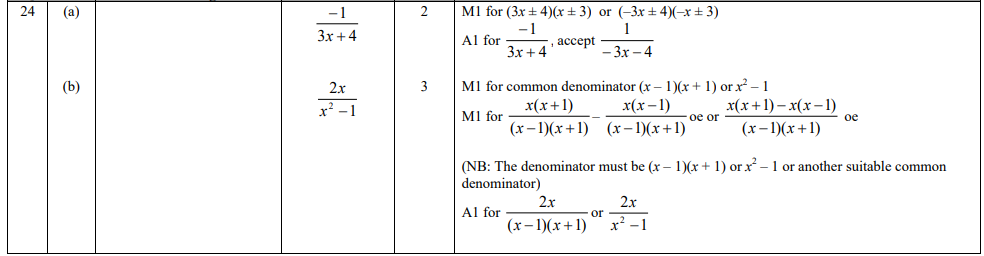 24 (a) −1/(3x + 4) 2 M1 for (3x ± 4)(x ± 3) or (−3x ± 4)(−x ± 3)
A1 for −1/(3x + 4), accept 1/(−3x − 4)
(b) 2x/(x² − 1) 3 M1 for common denominator (x − 1)(x + 1) or x² − 1
M1 for x(x + 1)/((x − 1)(x + 1)) − x(x − 1)/((x − 1)(x + 1)) oe or (x(x + 1) − x(x − 1))/((x − 1)(x + 1)) oe
(NB: The denominator must be (x − 1)(x + 1) or x² − 1 or another suitable common
denominator)
A1 for 2x/((x − 1)(x + 1)) or 2x/(x² − 1)